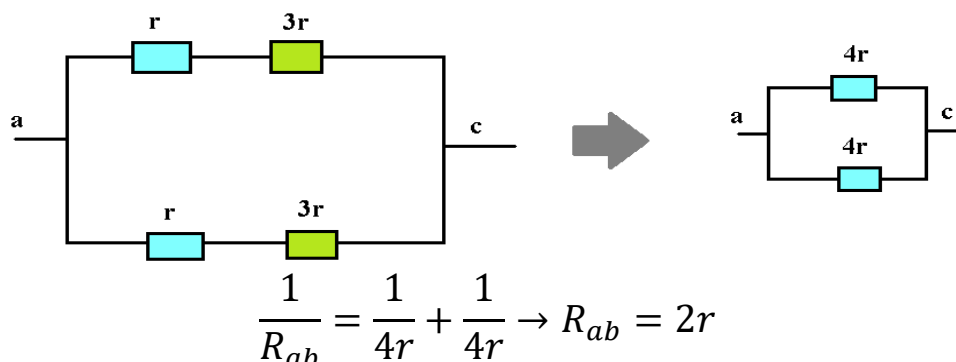 r 3r
4r
a c
a c
4r
r 3r
1/R_ab = 1/4r + 1/4r → R_ab = 2r